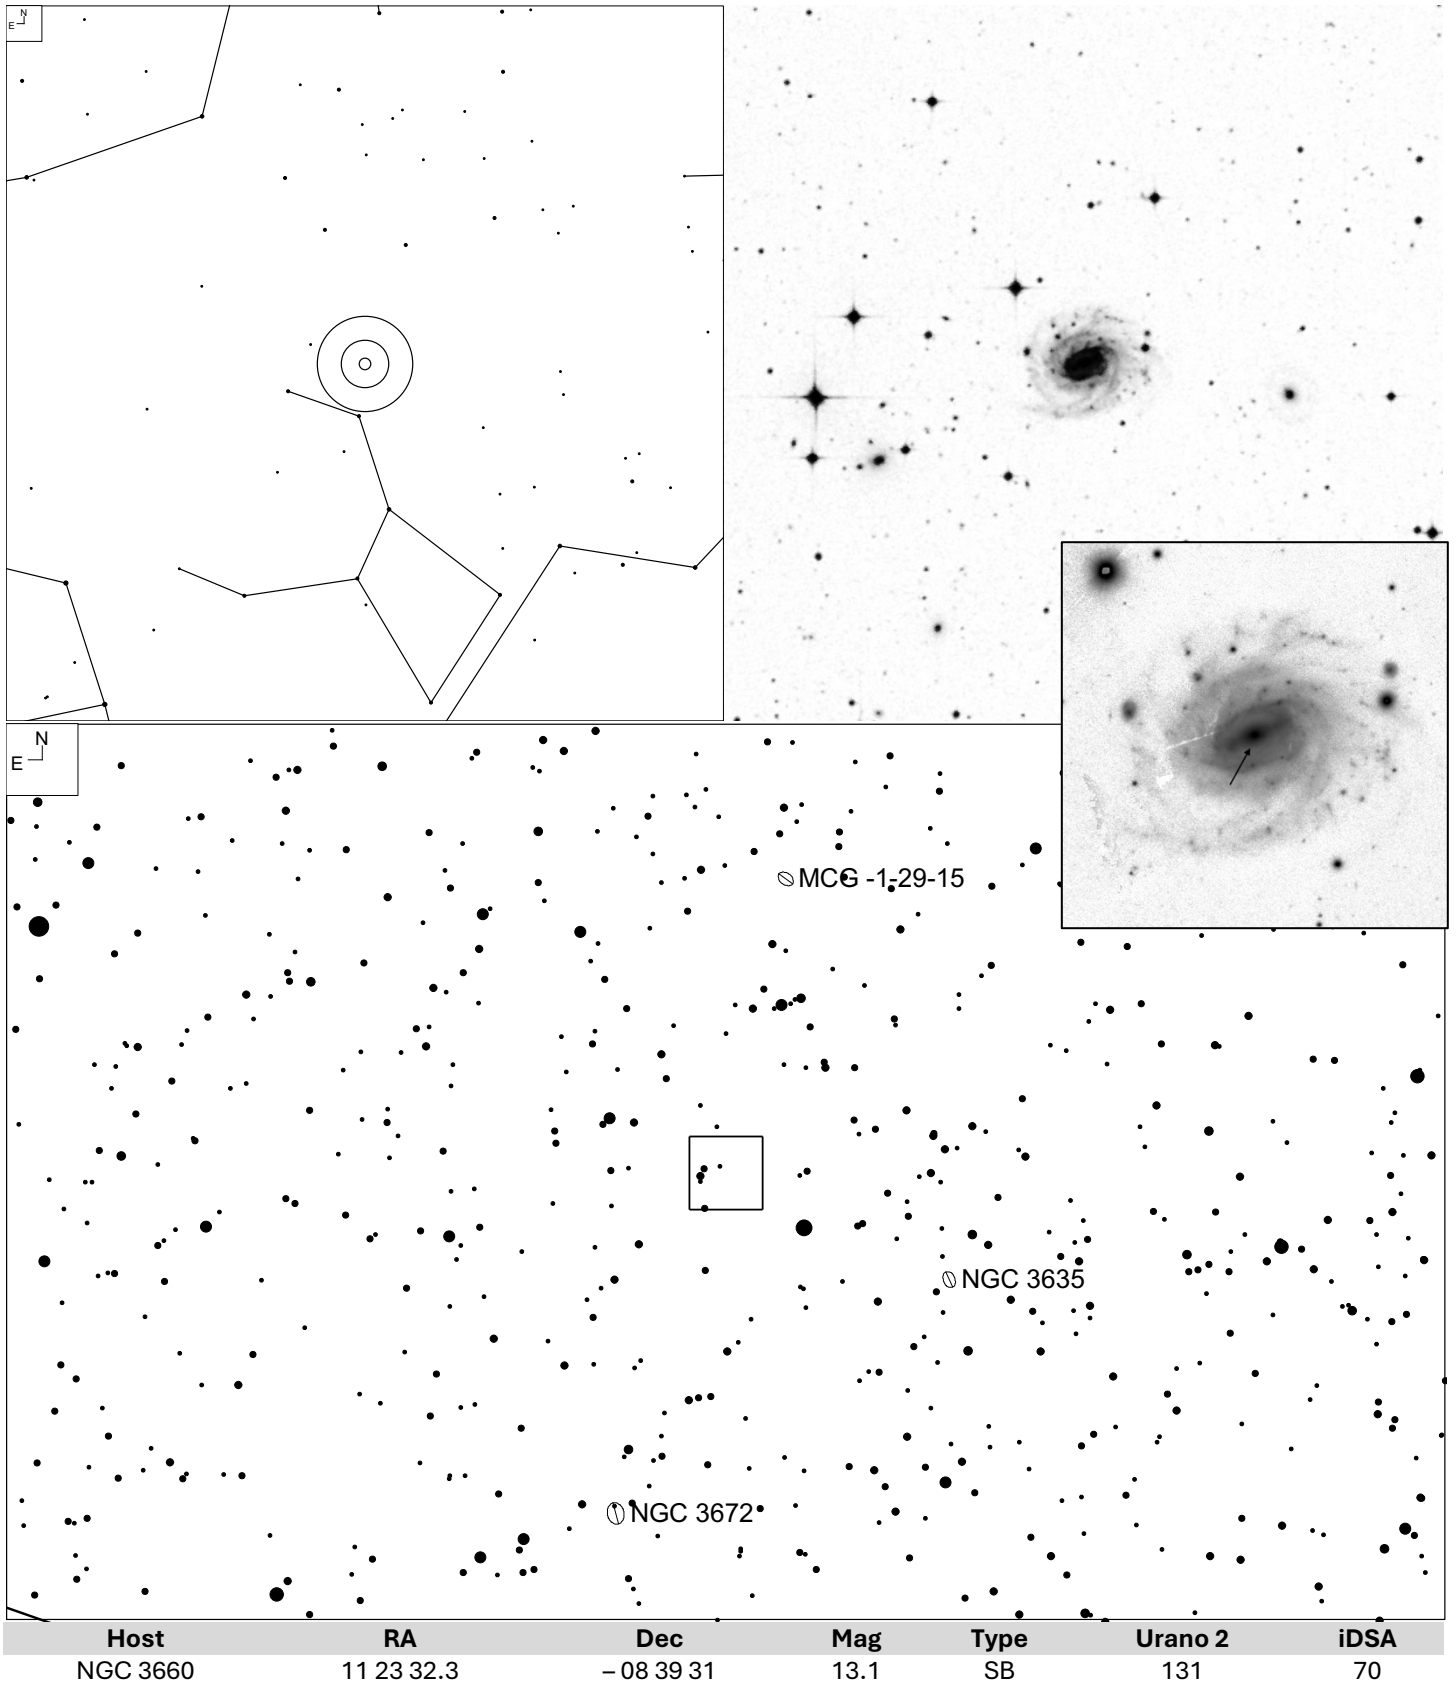 N
E
N
E
MCG -1-29-15
NGC 3635
NGC 3672
Host RA Dec Mag Type Urano 2 iDSA
NGC 3660 11 23 32.3 – 08 39 31 13.1 SB 131 70